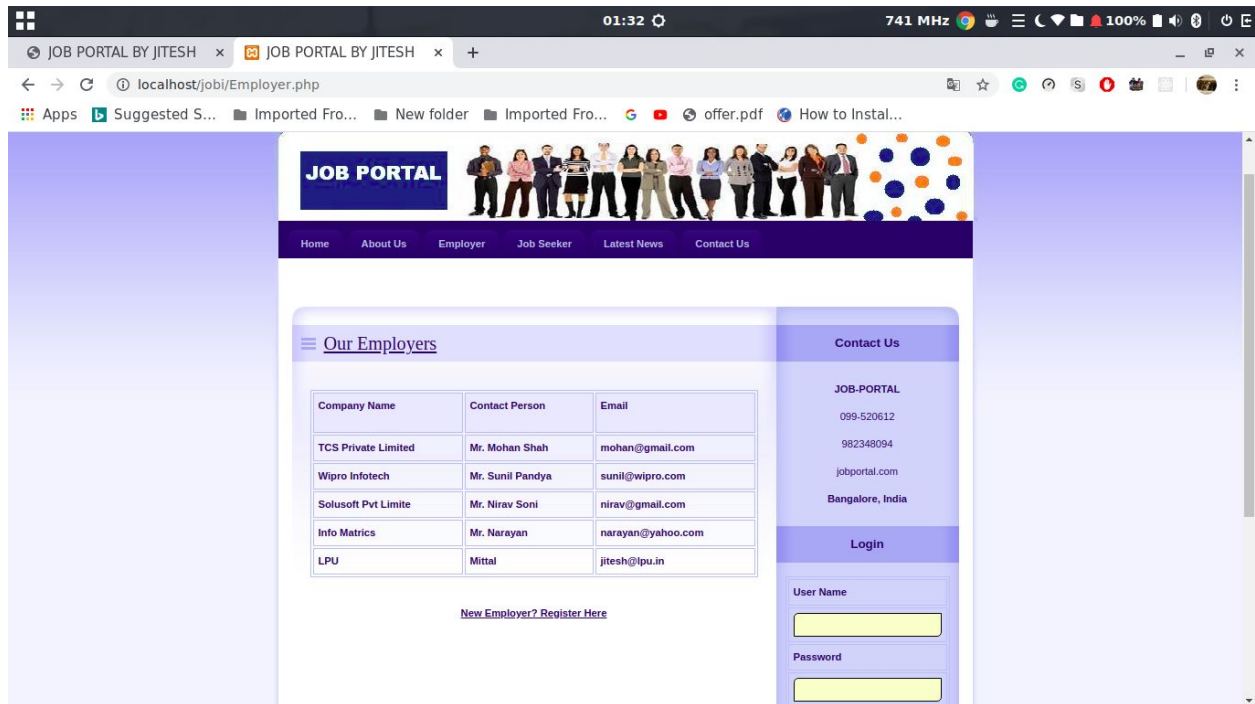 01:32
741 MHz
100%
JOB PORTAL BY JITESH
JOB PORTAL BY JITESH
localhost/jobi/Employer.php
Apps Suggested S... Imported Fro... New folder Imported Fro... offer.pdf How to Instal...
JOB PORTAL
Home About Us Employer Job Seeker Latest News Contact Us
Our Employers
Company Name Contact Person Email
TCS Private Limited Mr. Mohan Shah mohan@gmail.com
Wipro Infotech Mr. Sunil Pandya sunil@wipro.com
Solusoft Pvt Limite Mr. Nirav Soni nirav@gmail.com
Info Matrics Mr. Narayan narayan@yahoo.com
LPU Mittal jitesh@lpu.in
New Employer? Register Here
Contact Us
JOB-PORTAL
099-520612
982348094
jobportal.com
Bangalore, India
Login
User Name
Password